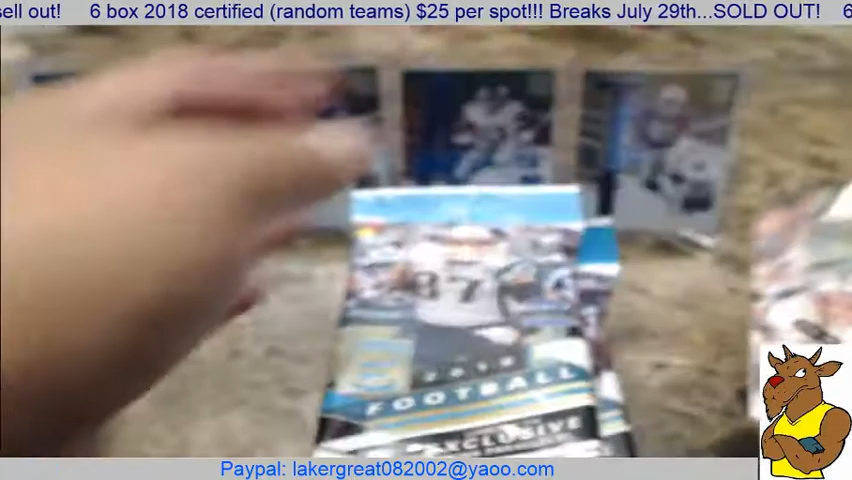 sell out! 6 box 2018 certified (random teams) $25 per spot!!! Breaks July 29th...SOLD OUT! 6
87
2018
FOOTBALL
EXCLUSIVE
Paypal: lakergreat082002@yaoo.com